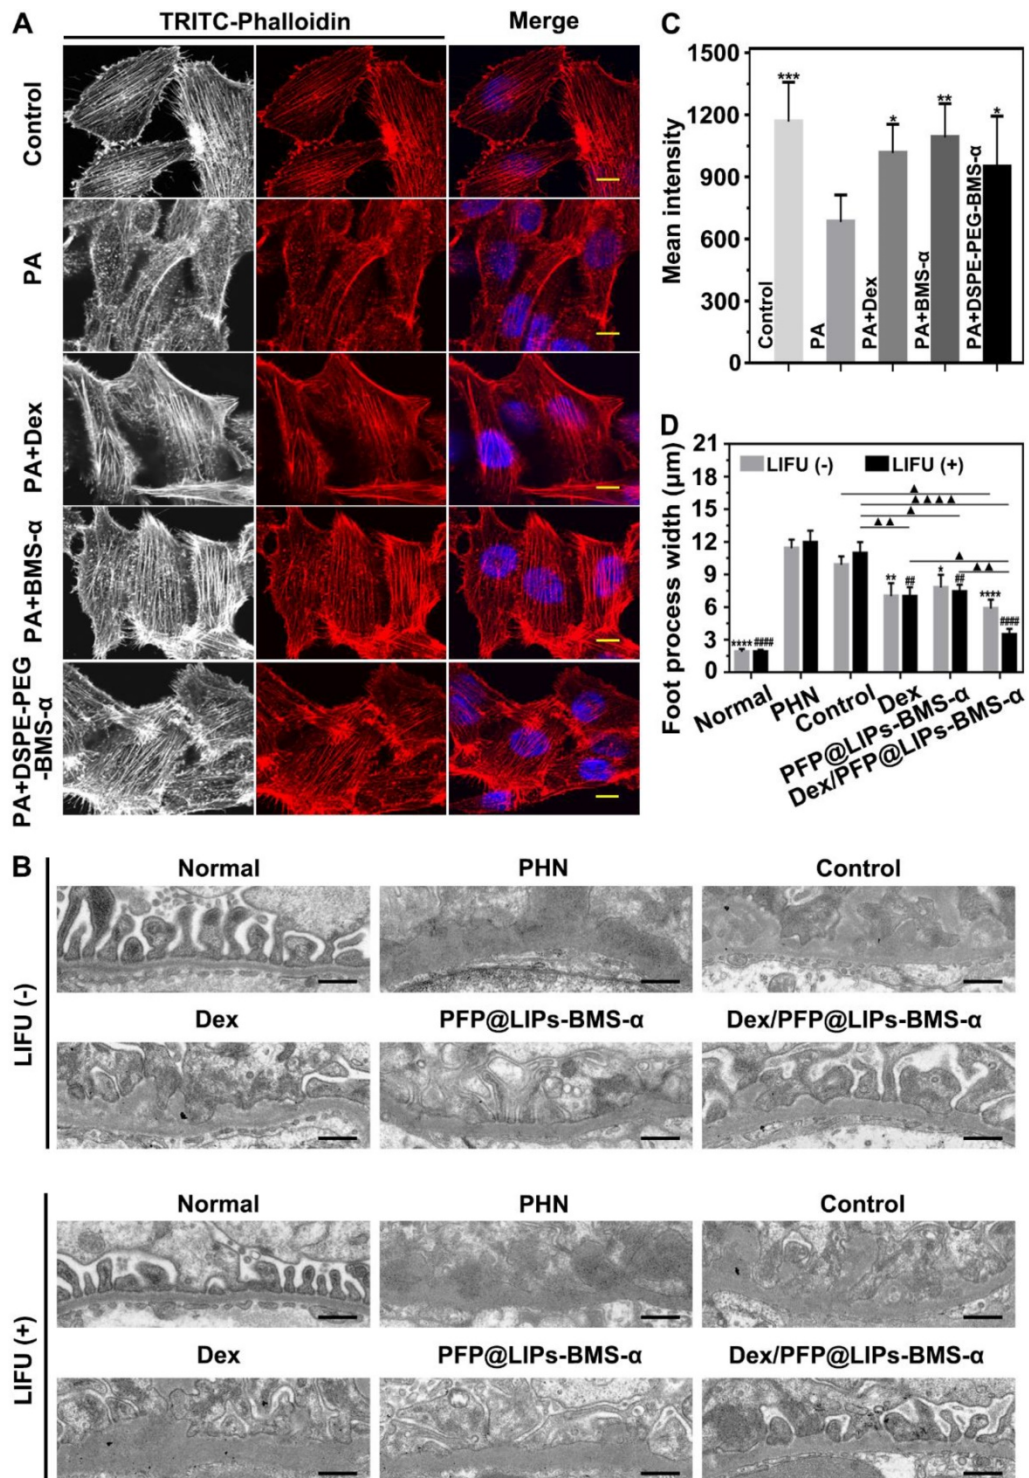 A
TRITC-Phalloidin
Merge
Control
PA
PA+Dex
PA+BMS-α
PA+DSPE-PEG
-BMS-α
C
Mean intensity
1500
1200
900
600
300
0
***
*
**
*
Control
PA
PA+Dex
PA+BMS-α
PA+DSPE-PEG-BMS-α
D
Foot process width (μm)
21
18
15
12
9
6
3
0
LIFU (-)
LIFU (+)
▲
▲▲▲▲
▲
▲▲
▲
▲▲
****
####
**
##
*
##
****
####
Normal
PHN
Control
Dex
PFP@LIPs-BMS-α
Dex/PFP@LIPs-BMS-α
B
LIFU (-)
Normal
PHN
Control
Dex
PFP@LIPs-BMS-α
Dex/PFP@LIPs-BMS-α
LIFU (+)
Normal
PHN
Control
Dex
PFP@LIPs-BMS-α
Dex/PFP@LIPs-BMS-α